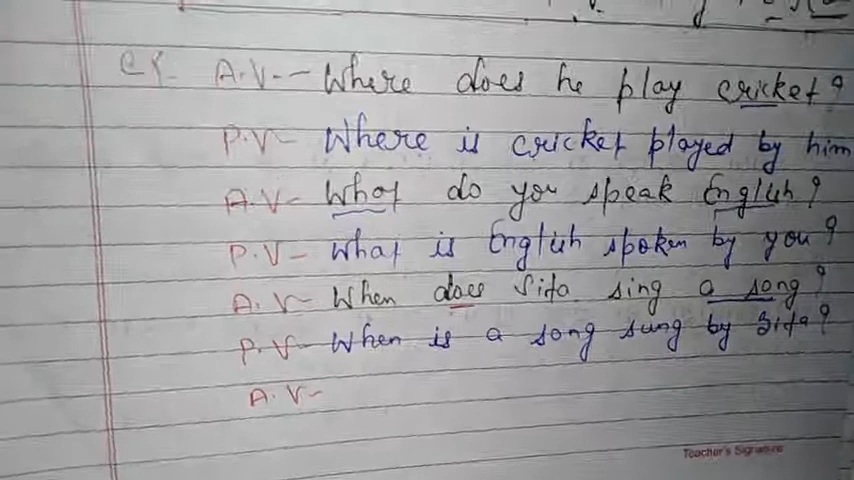 Ex. A.V.- Where does he play cricket?
P.V- Where is cricket played by him
A.V- What do you speak English?
P.V- What is English spoken by you?
A.V- When does Sita sing a song?
P.V- When is a song sung by Sita?
A.V-
Teacher's Signature